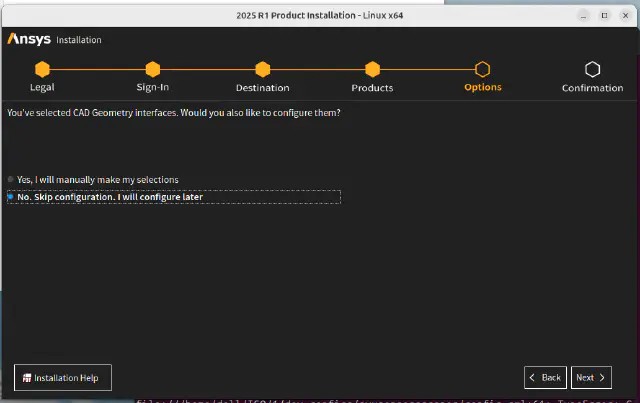 2025 R1 Product Installation - Linux x64
Ansys Installation
Legal Sign-In Destination Products Options Confirmation
You've selected CAD Geometry interfaces. Would you also like to configure them?
Yes, I will manually make my selections
No. Skip configuration. I will configure later
Installation Help
Back Next